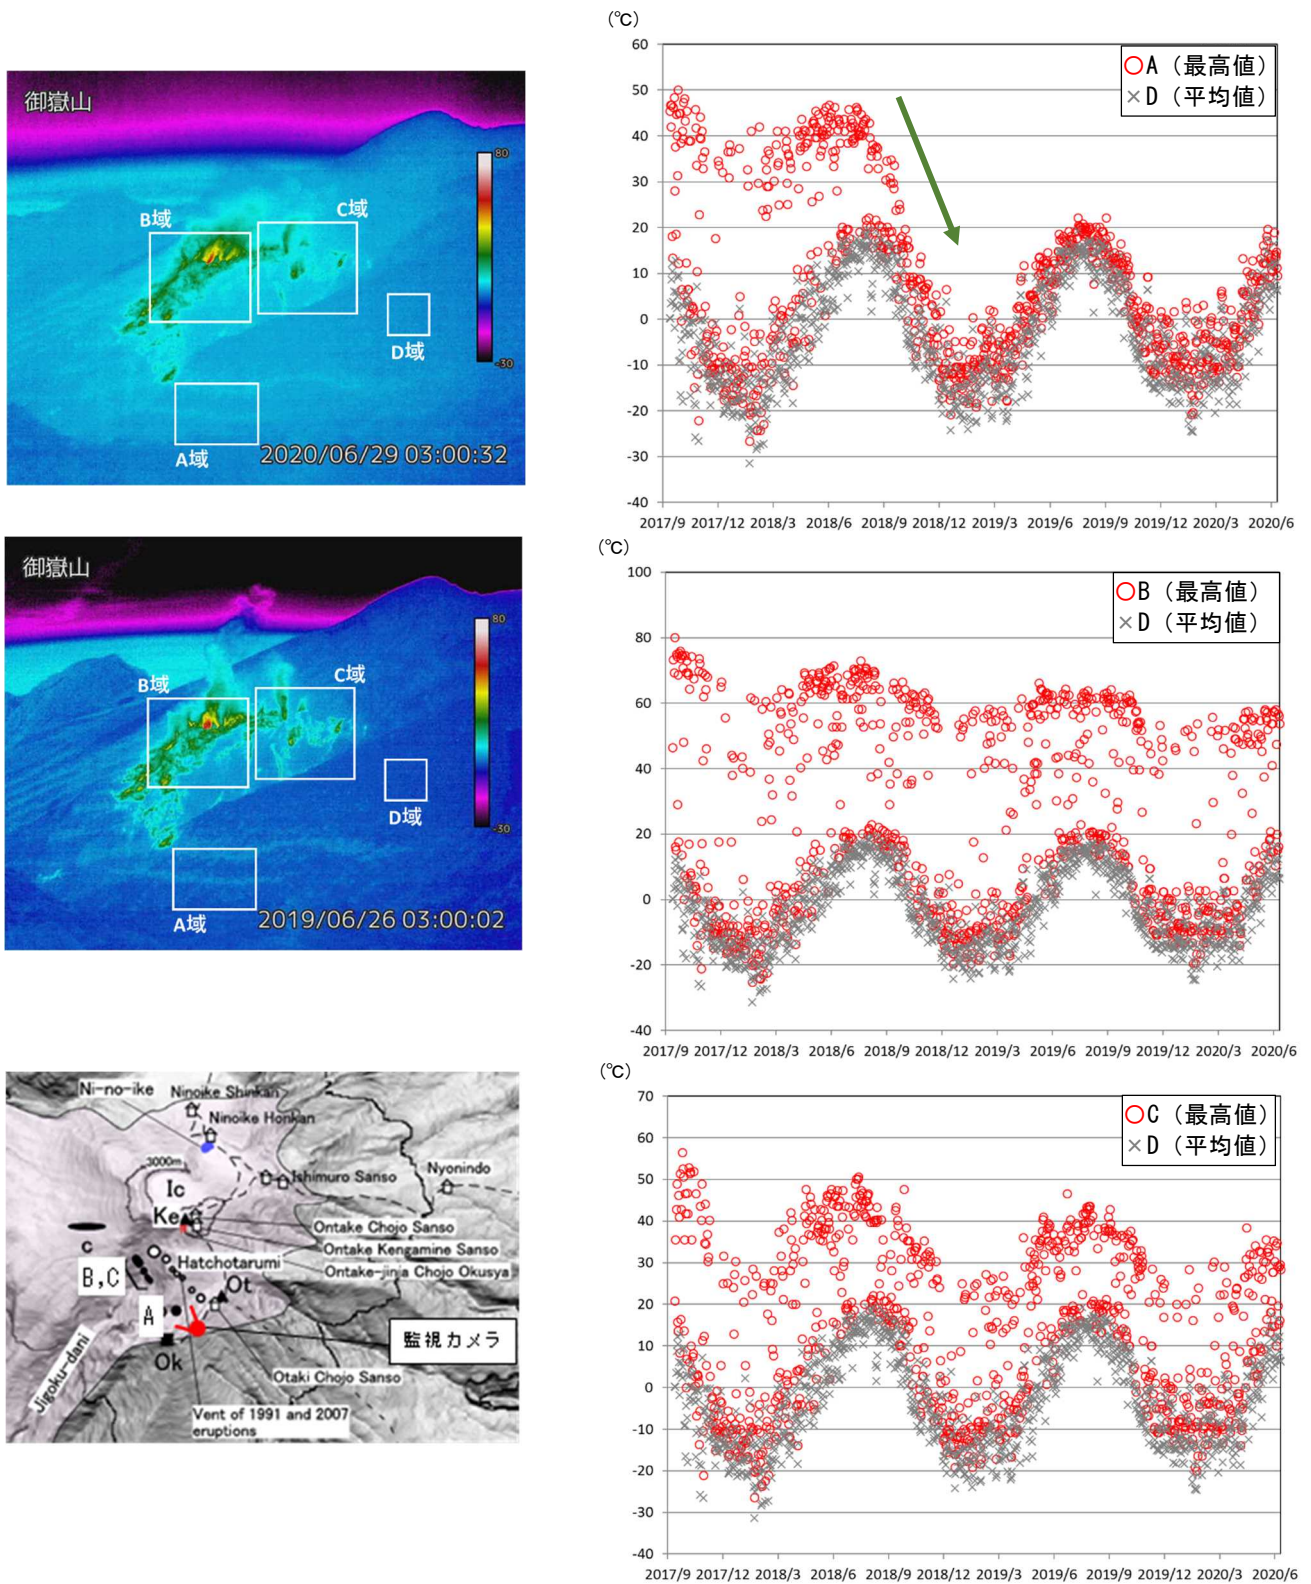 御嶽山
80
B域
C域
D域
-30
A域
2020/06/29 03:00:32
御嶽山
80
B域
C域
D域
-30
A域
2019/06/26 03:00:02
Ni-no-ike
Ninoike Shinkan
Ninoike Honkan
3000m
Ishimuro Sanso
Nyonindo
Ic
Ke
Ontake Chojo Sanso
c
Ontake Kengamine Sanso
Hatchotarumi
Ontake-jinja Chojo Okusya
B,C
Ot
A
監視カメラ
Ok
Jigoku-dani
Otaki Chojo Sanso
Vent of 1991 and 2007
eruptions
(℃)
60
50
40
30
20
10
0
-10
-20
-30
-40
A (最高値)
D (平均値)
2017/9 2017/12 2018/3 2018/6 2018/9 2018/12 2019/3 2019/6 2019/9 2019/12 2020/3 2020/6
(℃)
100
80
60
40
20
0
-20
-40
B (最高値)
D (平均値)
2017/9 2017/12 2018/3 2018/6 2018/9 2018/12 2019/3 2019/6 2019/9 2019/12 2020/3 2020/6
(℃)
70
60
50
40
30
20
10
0
-10
-20
-30
-40
C (最高値)
D (平均値)
2017/9 2017/12 2018/3 2018/6 2018/9 2018/12 2019/3 2019/6 2019/9 2019/12 2020/3 2020/6